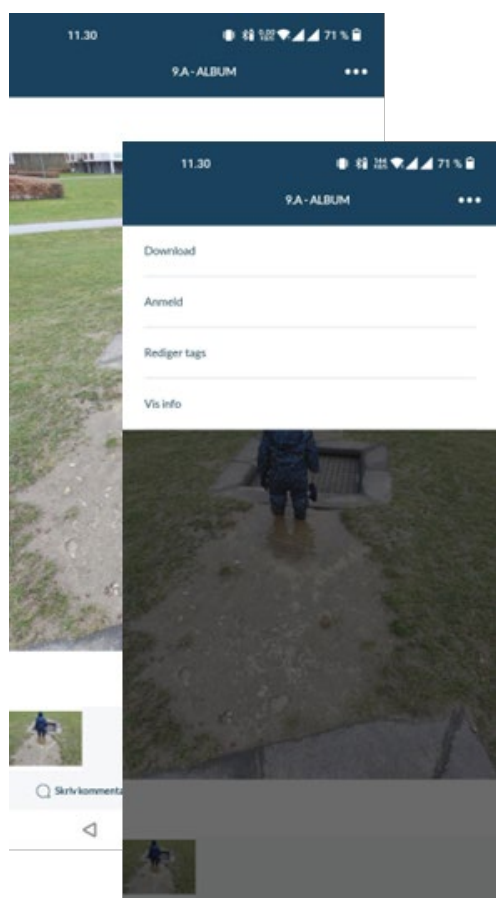 11.30
71 %
9.A - ALBUM
11.30
71 %
9.A - ALBUM
Download
Anmeld
Rediger tags
Vis info
Skriv kommenta